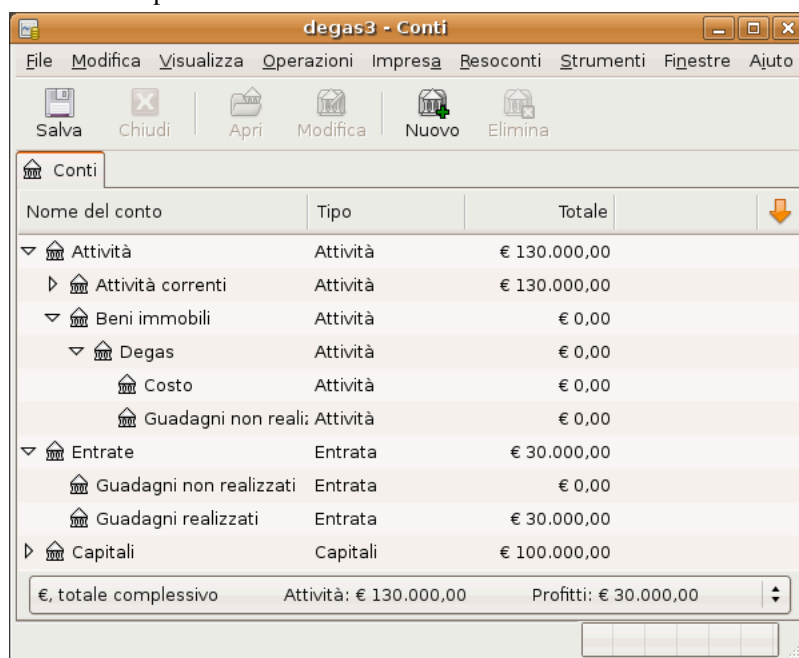 degas3 - Conti
File Modifica Visualizza Operazioni Impresa Resoconti Strumenti Finestre Aiuto
Salva Chiudi Apri Modifica Nuovo Elimina
Conti
Nome del conto Tipo Totale
Attività Attività € 130.000,00
Attività correnti Attività € 130.000,00
Beni immobili Attività € 0,00
Degas Attività € 0,00
Costo Attività € 0,00
Guadagni non reali Attività € 0,00
Entrate Entrata € 30.000,00
Guadagni non realizzati Entrata € 0,00
Guadagni realizzati Entrata € 30.000,00
Capitali Capitali € 100.000,00
€, totale complessivo Attività: € 130.000,00 Profitti: € 30.000,00